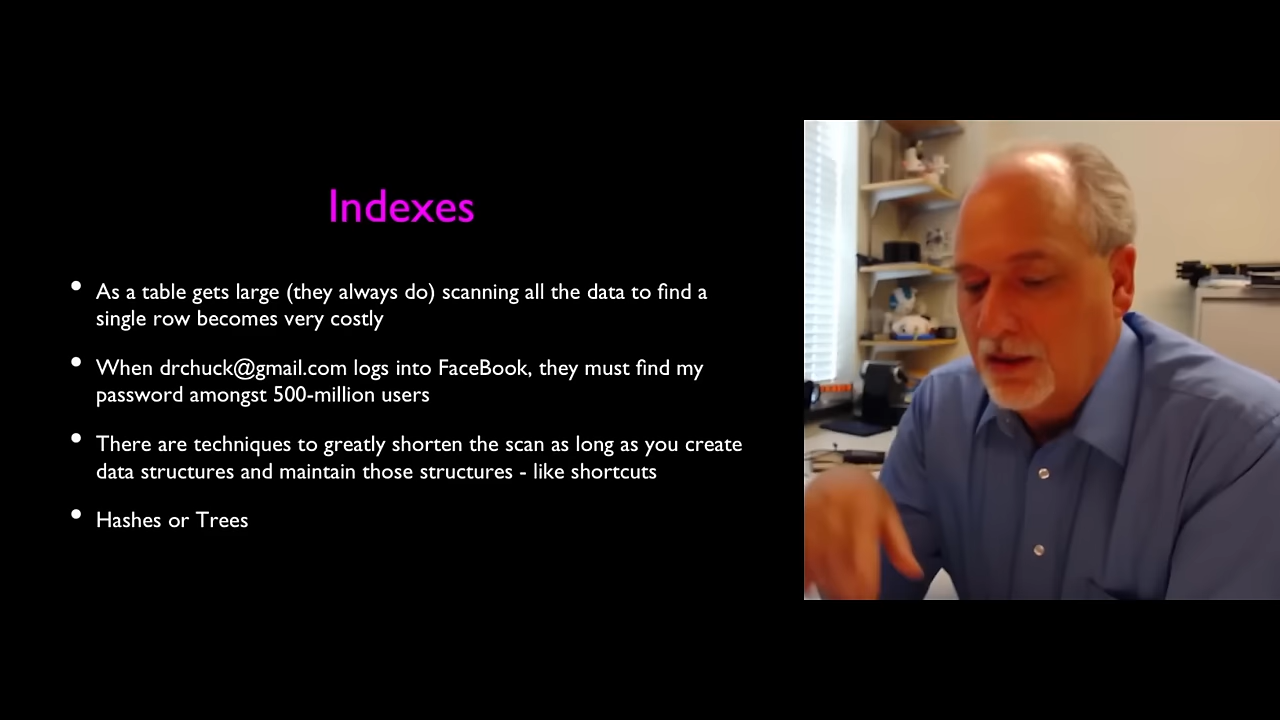 Indexes
• As a table gets large (they always do) scanning all the data to find a
single row becomes very costly
• When drchuck@gmail.com logs into FaceBook, they must find my
password amongst 500-million users
• There are techniques to greatly shorten the scan as long as you create
data structures and maintain those structures - like shortcuts
• Hashes or Trees